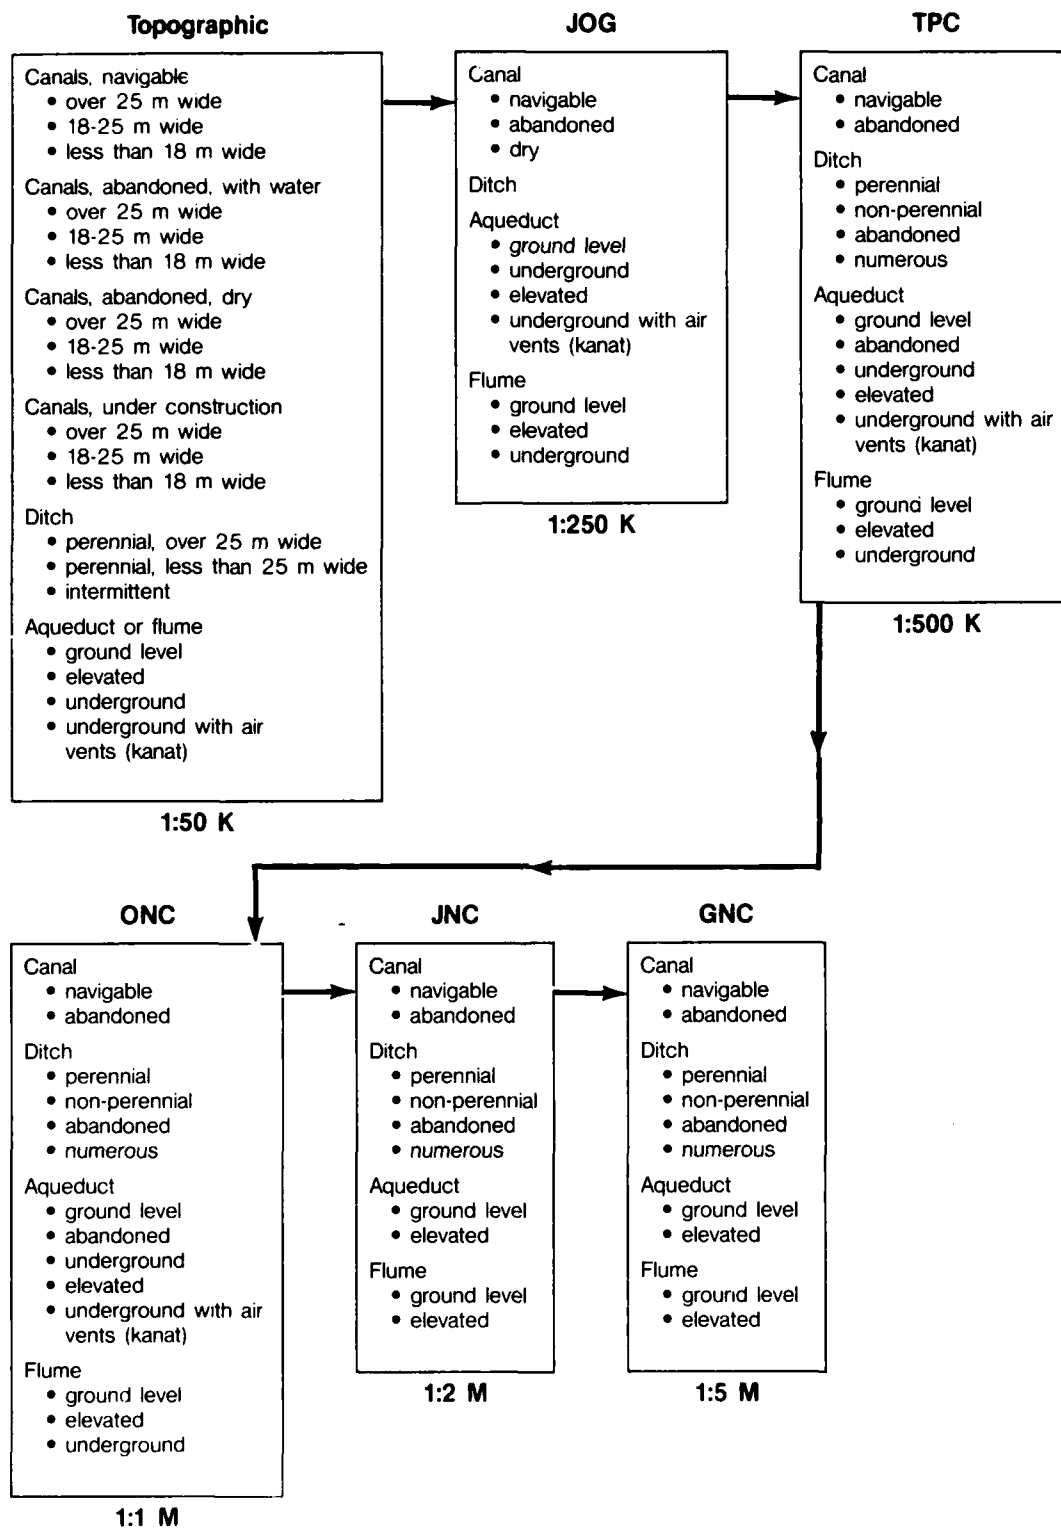 Topographic
Canals, navigable
• over 25 m wide
• 18-25 m wide
• less than 18 m wide
Canals, abandoned, with water
• over 25 m wide
• 18-25 m wide
• less than 18 m wide
Canals, abandoned, dry
• over 25 m wide
• 18-25 m wide
• less than 18 m wide
Canals, under construction
• over 25 m wide
• 18-25 m wide
• less than 18 m wide
Ditch
• perennial, over 25 m wide
• perennial, less than 25 m wide
• intermittent
Aqueduct or flume
• ground level
• elevated
• underground
• underground with air
vents (kanat)
1:50 K
JOG
Canal
• navigable
• abandoned
• dry
Ditch
Aqueduct
• ground level
• underground
• elevated
• underground with air
vents (kanat)
Flume
• ground level
• elevated
• underground
1:250 K
TPC
Canal
• navigable
• abandoned
Ditch
• perennial
• non-perennial
• abandoned
• numerous
Aqueduct
• ground level
• abandoned
• underground
• elevated
• underground with air
vents (kanat)
Flume
• ground level
• elevated
• underground
1:500 K
ONC
Canal
• navigable
• abandoned
Ditch
• perennial
• non-perennial
• abandoned
• numerous
Aqueduct
• ground level
• abandoned
• underground
• elevated
• underground with air
vents (kanat)
Flume
• ground level
• elevated
• underground
1:1 M
JNC
Canal
• navigable
• abandoned
Ditch
• perennial
• non-perennial
• abandoned
• numerous
Aqueduct
• ground level
• elevated
Flume
• ground level
• elevated
1:2 M
GNC
Canal
• navigable
• abandoned
Ditch
• perennial
• non-perennial
• abandoned
• numerous
Aqueduct
• ground level
• elevated
Flume
• ground level
• elevated
1:5 M